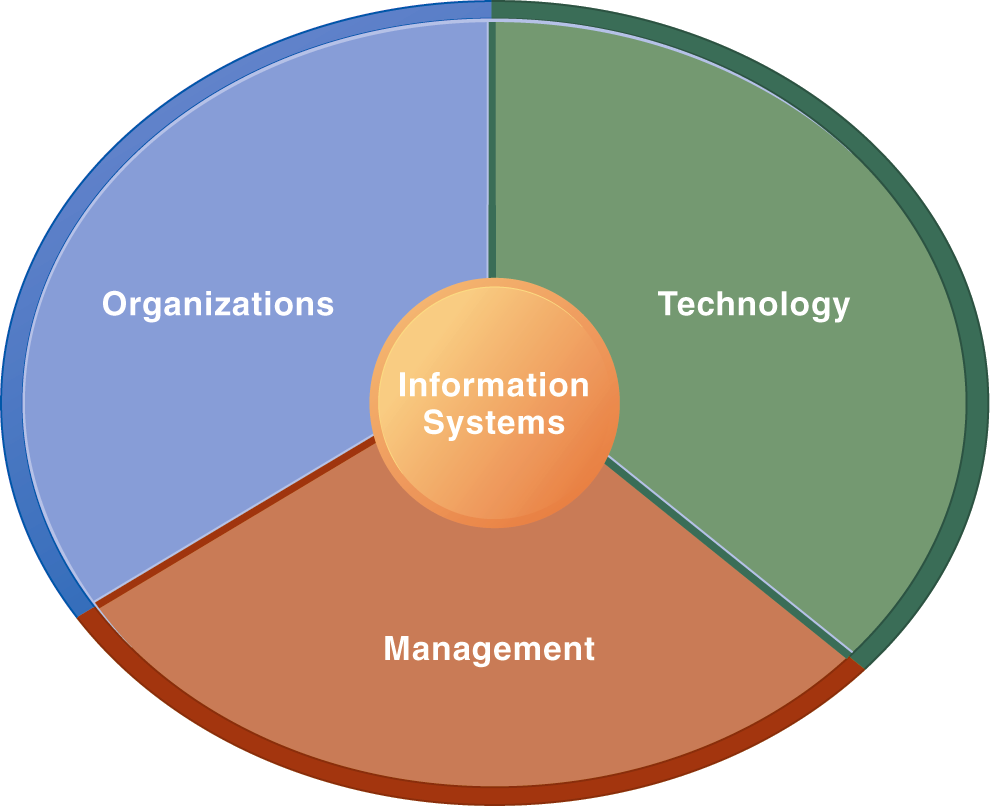 Organizations
Technology
Information
Systems
Management